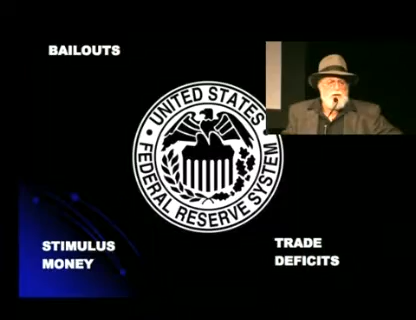 BAILOUTS
UNITED STATES
FEDERAL RESERVE SYSTEM
STIMULUS
MONEY
TRADE
DEFICITS